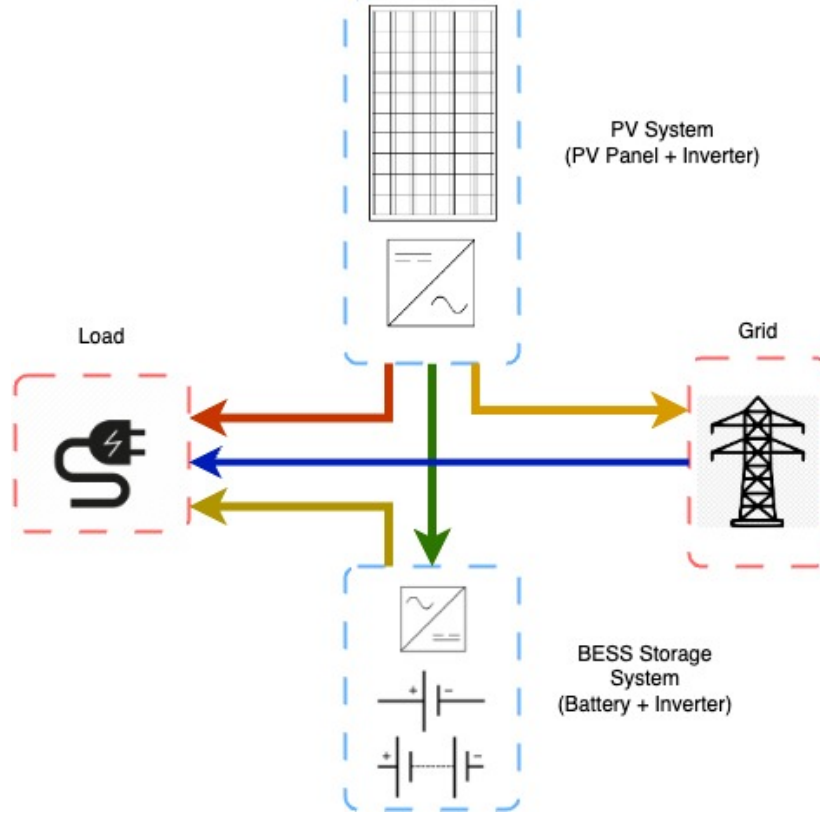 PV System
(PV Panel + Inverter)
Load
Grid
BESS Storage
System
(Battery + Inverter)
+
−
+
−